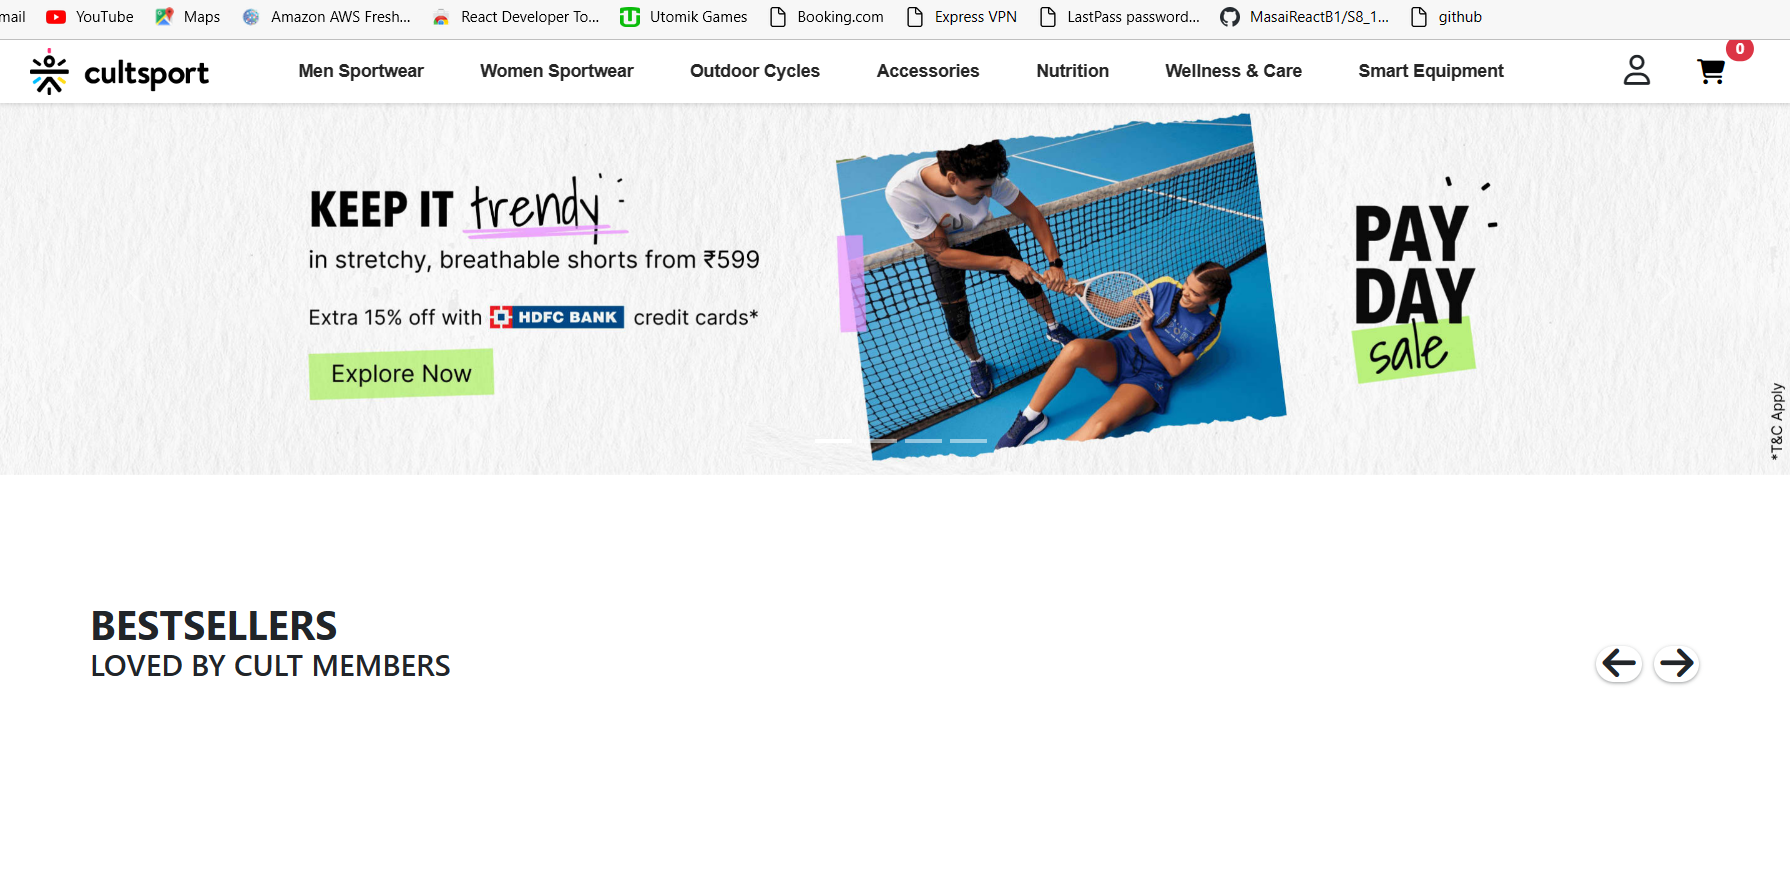 mail YouTube Maps Amazon AWS Fresh... React Developer To... Utomik Games Booking.com Express VPN LastPass password... MasaiReactB1/S8_1... github
cultsport Men Sportwear Women Sportwear Outdoor Cycles Accessories Nutrition Wellness & Care Smart Equipment 0
KEEP IT trendy
in stretchy, breathable shorts from ₹599
Extra 15% off with HDFC BANK credit cards*
Explore Now
PAY
DAY
sale
*T&C Apply
BESTSELLERS
LOVED BY CULT MEMBERS